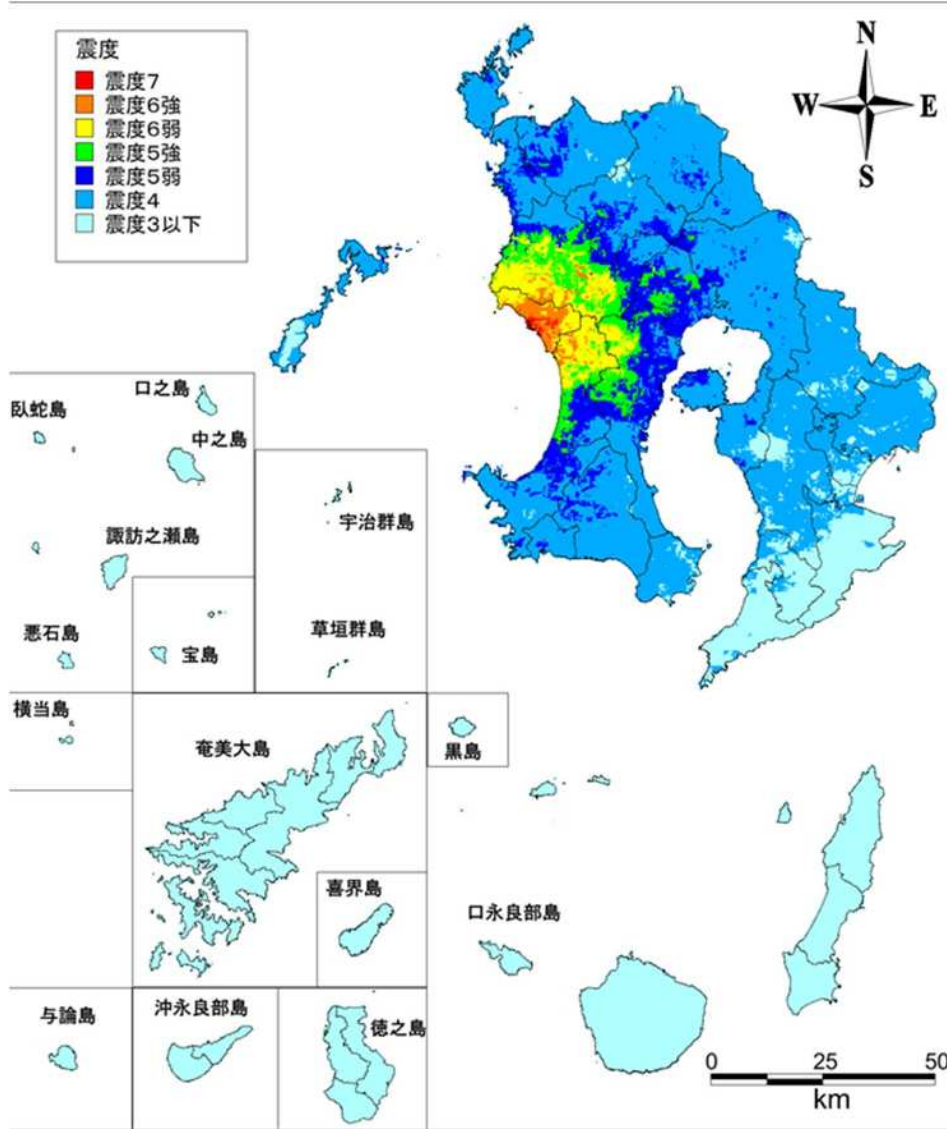 震度
震度7
震度6強
震度6弱
震度5強
震度5弱
震度4
震度3以下
N
W
E
S
口之島
臥蛇島
中之島
宇治群島
諏訪之瀬島
草垣群島
悪石島
宝島
横当島
奄美大島
黒島
喜界島
口永良部島
与論島
沖永良部島
徳之島
0 25 50
km